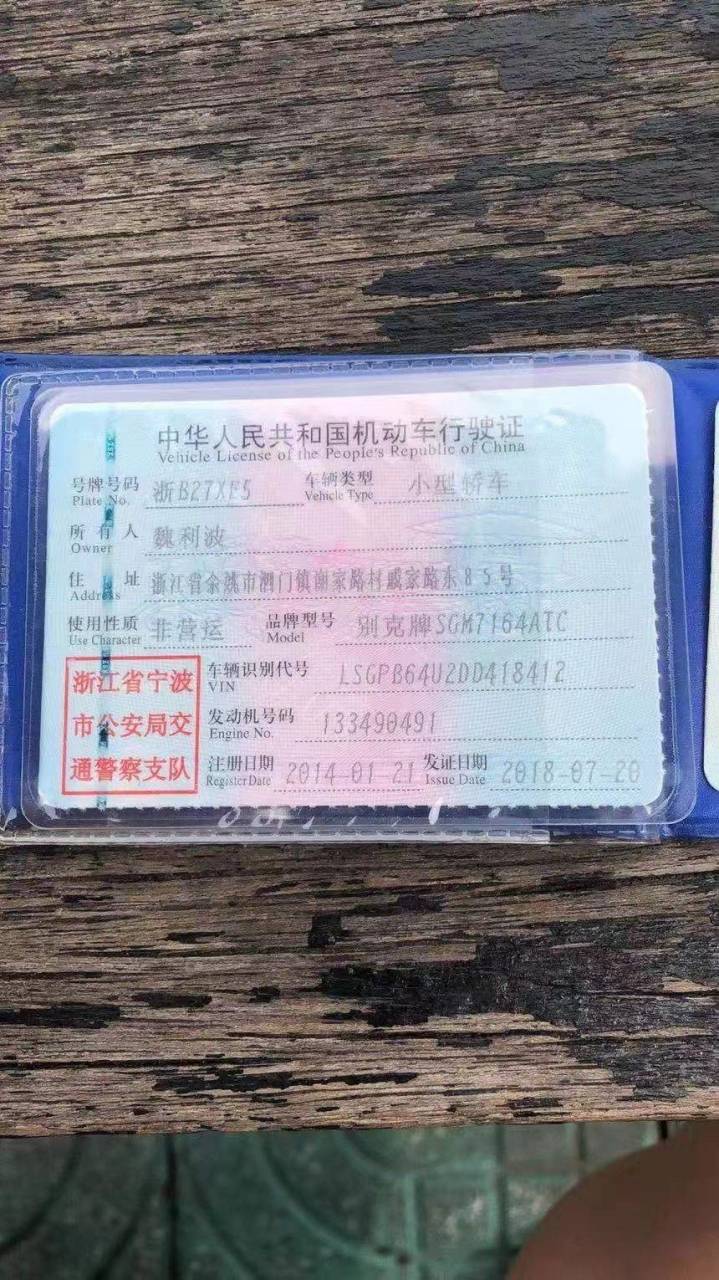 中华人民共和国机动车行驶证
Vehicle License of the People's Republic of China
号牌号码 浙B27XE5 车辆类型 小型轿车
Plate No. Vehicle Type
所有人 魏利波
Owner
住址 浙江省余姚市泗门镇谢家路村戚家路东85号
Address
使用性质 非营运 品牌型号 别克牌SGM7164ATC
Use Character Model
浙江省宁波 车辆识别代号 LSGPB64U2DD418412
VIN
市公安局交 发动机号码 133490491
Engine No.
通警察支队 注册日期 2014-01-21 发证日期 2018-07-20
Register Date Issue Date